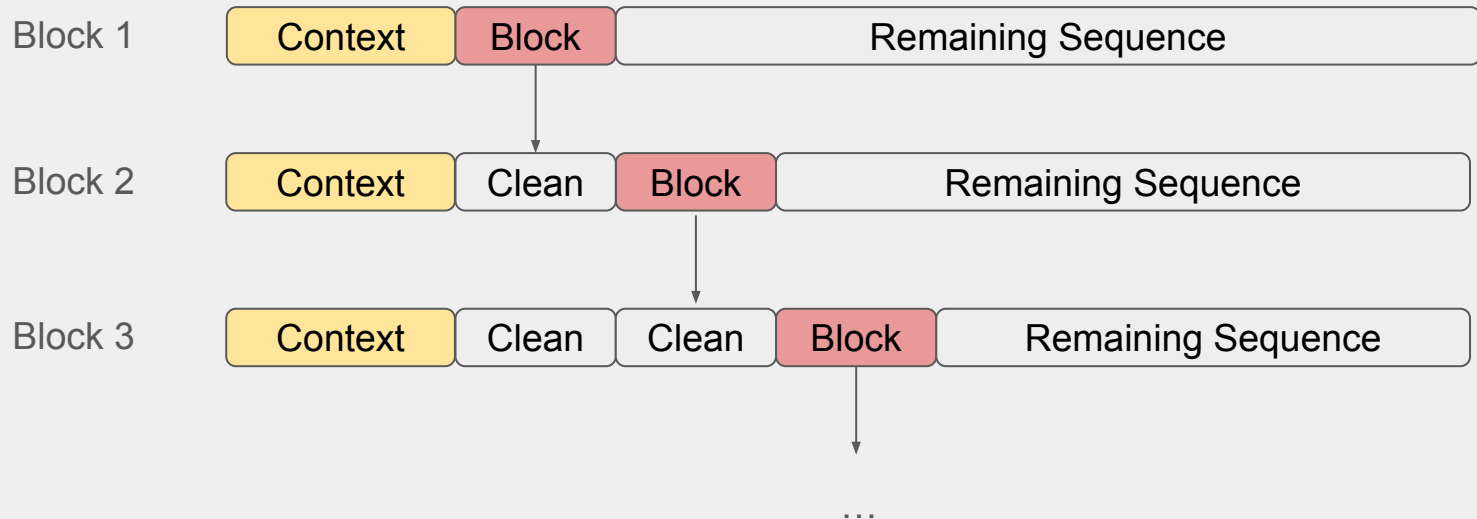 Block 1 Context Block Remaining Sequence
Block 2 Context Clean Block Remaining Sequence
Block 3 Context Clean Clean Block Remaining Sequence
...